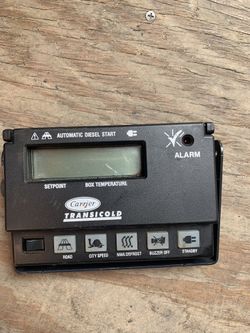 AUTOMATIC DIESEL START
ALARM
SETPOINT BOX TEMPERATURE
Carrier
TRANSICOLD
ROAD CITY SPEED MAN.DEFROST BUZZER OFF STANDBY